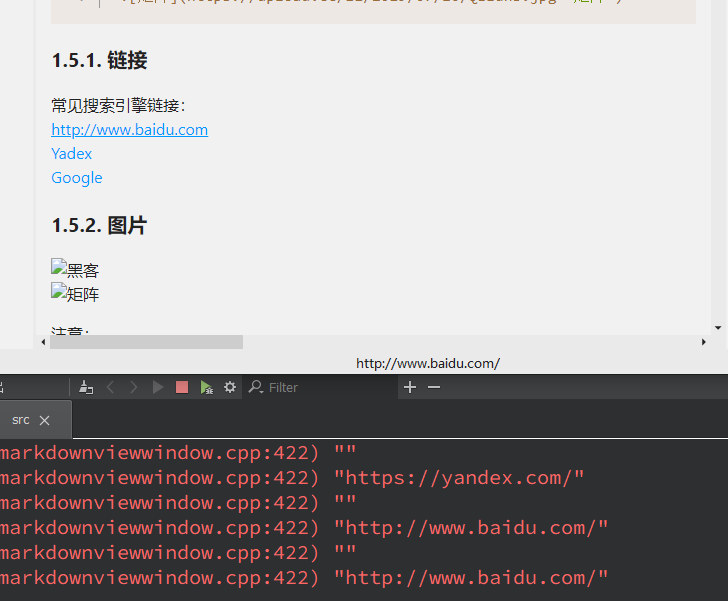 1.5.1. 链接
常见搜索引擎链接：
http://www.baidu.com
Yadex
Google
1.5.2. 图片
黑客
矩阵
注意：
http://www.baidu.com/
Filter
src
markdownviewwindow.cpp:422) ""
markdownviewwindow.cpp:422) "https://yandex.com/"
markdownviewwindow.cpp:422) ""
markdownviewwindow.cpp:422) "http://www.baidu.com/"
markdownviewwindow.cpp:422) ""
markdownviewwindow.cpp:422) "http://www.baidu.com/"